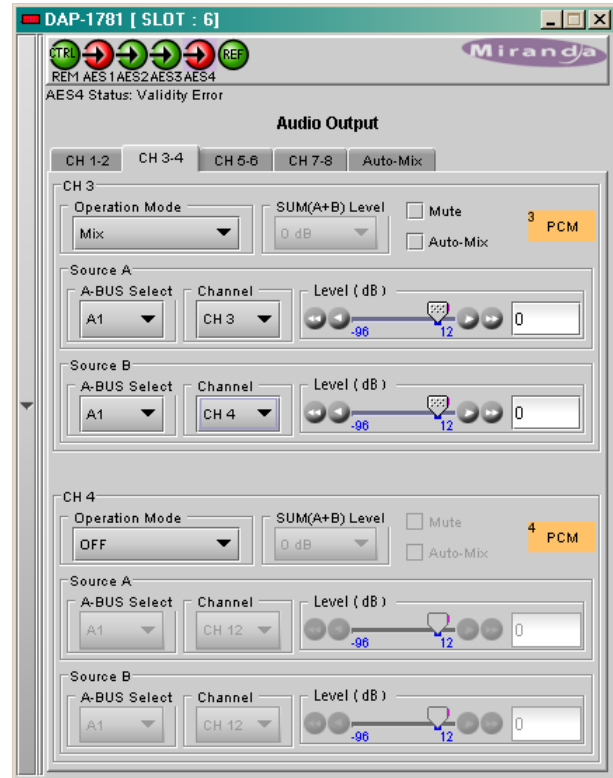 DAP-1781 [ SLOT : 6]
CTRL REF Miranda
REM AES1 AES2 AES3 AES4
AES4 Status: Validity Error
Audio Output
CH 1-2 CH 3-4 CH 5-6 CH 7-8 Auto-Mix
CH 3
Operation Mode SUM(A+B) Level Mute
Mix 0 dB Auto-Mix
3 PCM
Source A
A-BUS Select Channel Level ( dB )
A1 CH 3 -96 12 0
Source B
A-BUS Select Channel Level ( dB )
A1 CH 4 -96 12 0
CH 4
Operation Mode SUM(A+B) Level Mute
OFF 0 dB Auto-Mix
4 PCM
Source A
A-BUS Select Channel Level ( dB )
A1 CH 12 -96 12 0
Source B
A-BUS Select Channel Level ( dB )
A1 CH 12 -96 12 0